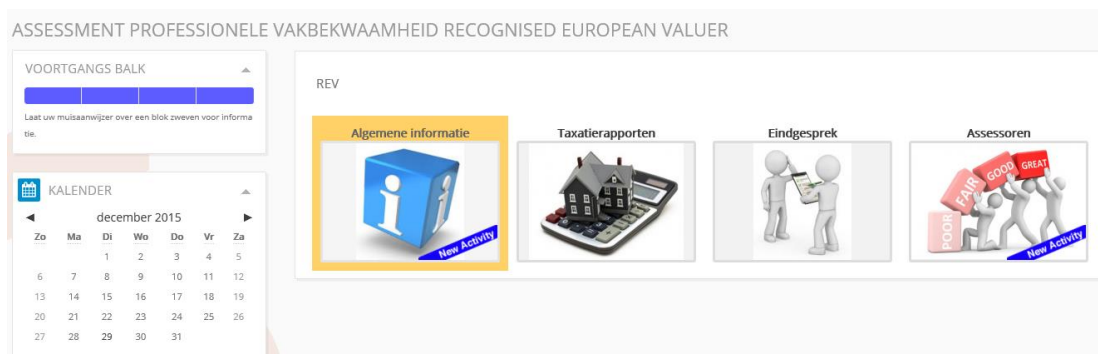 ASSESSMENT PROFESSIONELE VAKBEKWAAMHEID RECOGNISED EUROPEAN VALUER
VOORTGANGS BALK
Laat uw muisaanwijzer over een blok zweven voor informa
tie.
KALENDER
◄ december 2015 ►
Zo Ma Di Wo Do Vr Za
1 2 3 4 5
6 7 8 9 10 11 12
13 14 15 16 17 18 19
20 21 22 23 24 25 26
27 28 29 30 31
REV
Algemene informatie Taxatierapporten Eindgesprek Assessoren
i i
New Activity
POOR FAIR GOOD GREAT
New Activity